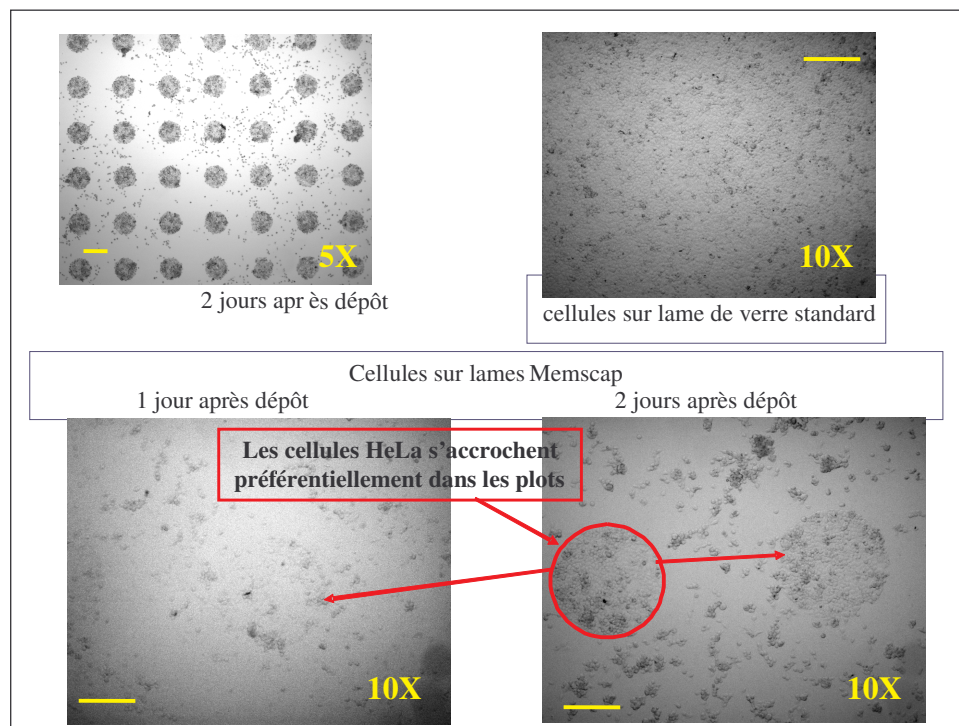 5X
2 jours apr ès dépôt
10X
cellules sur lame de verre standard
Cellules sur lames Memscap
1 jour après dépôt
2 jours après dépôt
Les cellules HeLa s'accrochent
préférentiellement dans les plots
10X
10X